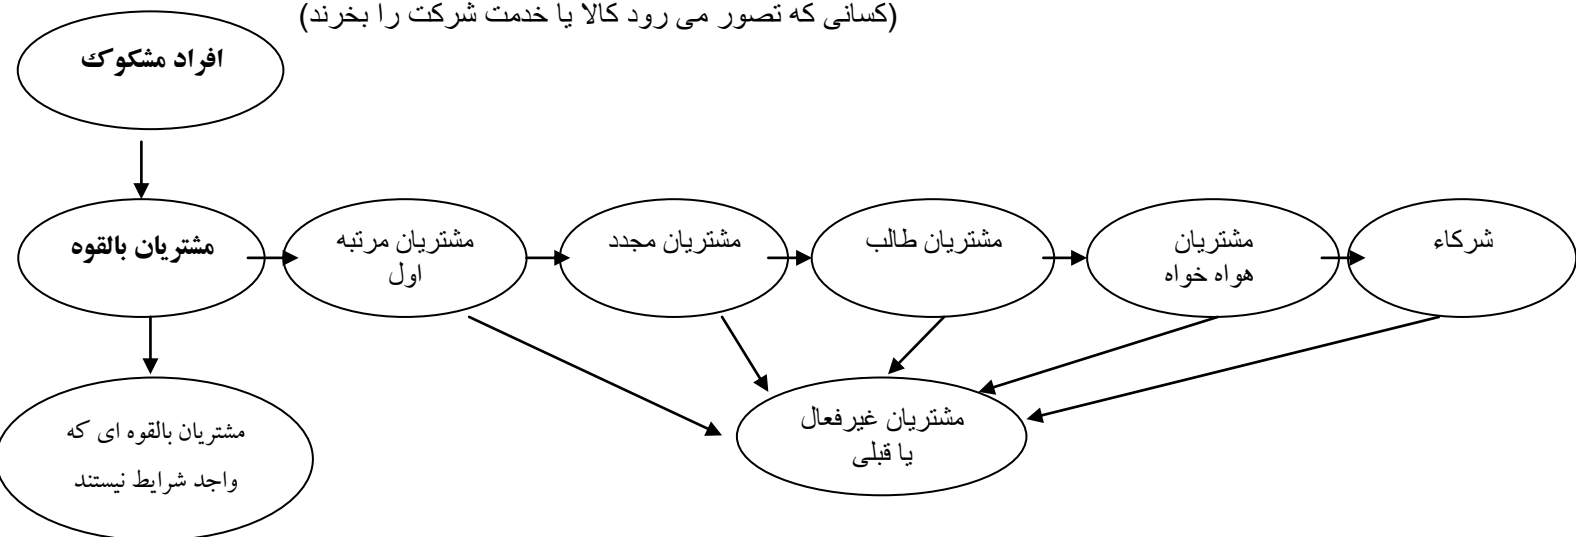 (کسانی که تصور می رود کالا یا خدمت شرکت را بخرند)
افراد مشکوک
مشتریان بالقوه
مشتریان مرتبه
اول
مشتریان مجدد
مشتریان طالب
مشتریان
هواه خواه
شرکاء
مشتریان بالقوه ای که
واجد شرایط نیستند
مشتریان غیرفعال
یا قبلی